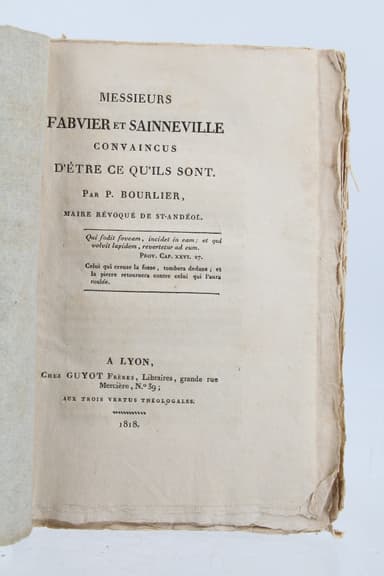 MESSIEURS
FABVIER ET SAINNEVILLE
CONVAINCUS
D'ÊTRE CE QU'ILS SONT.
PAR P. BOURLIER,
MAIRE RÉVOQUÉ DE ST-ANDÉOL.
Qui fodit foveam, incidet in eam; et qui
volvit lapidem, revertetur ad eum.
PROV. CAP. XXVI. 27.
Celui qui creuse la fosse, tombera dedans; et
la pierre retournera contre celui qui l'aura
roulée.
A LYON,
CHEZ GUYOT FRÈRES, Libraires, grande rue
Mercière, N.º 39;
AUX TROIS VERTUS THÉOLOGALES.
1818.